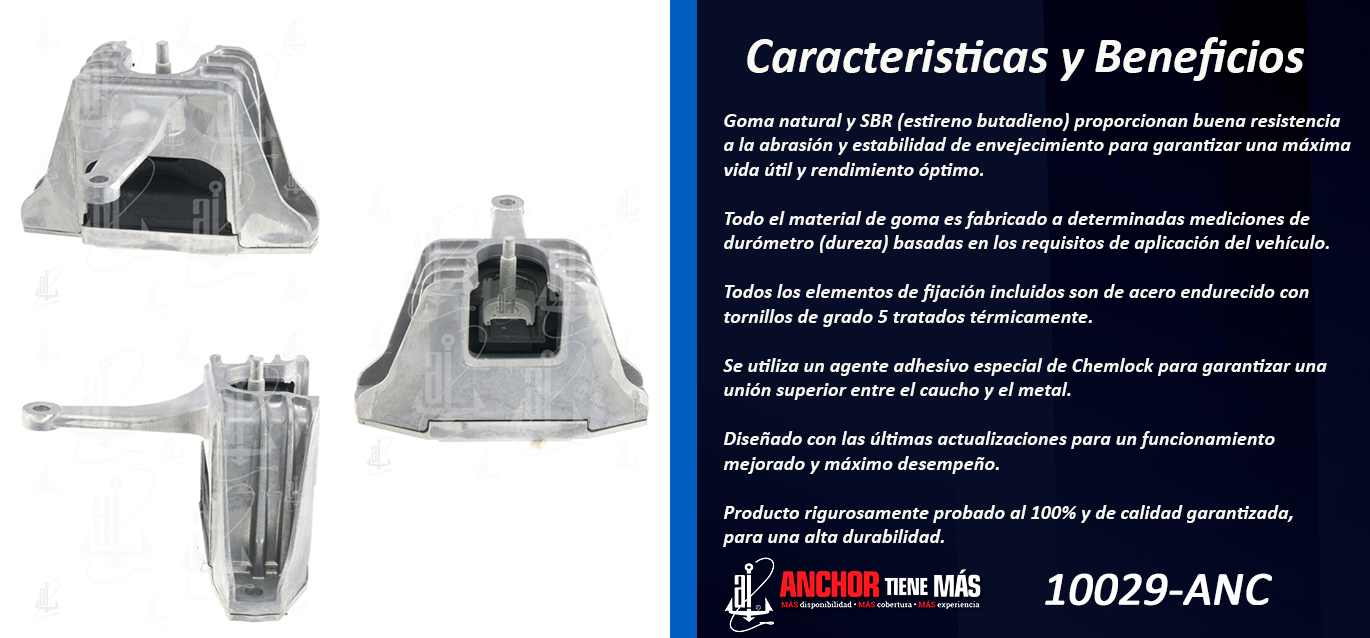 Caracteristicas y Beneficios
Goma natural y SBR (estireno butadieno) proporcionan buena resistencia
a la abrasión y estabilidad de envejecimiento para garantizar una máxima
vida útil y rendimiento óptimo.
Todo el material de goma es fabricado a determinadas mediciones de
durómetro (dureza) basadas en los requisitos de aplicación del vehículo.
Todos los elementos de fijación incluidos son de acero endurecido con
tornillos de grado 5 tratados térmicamente.
Se utiliza un agente adhesivo especial de Chemlock para garantizar una
unión superior entre el caucho y el metal.
Diseñado con las últimas actualizaciones para un funcionamiento
mejorado y máximo desempeño.
Producto rigurosamente probado al 100% y de calidad garantizada,
para una alta durabilidad.
ai
ANCHOR TIENE MÁS
MÁS disponibilidad • MÁS cobertura • MÁS experiencia
10029-ANC